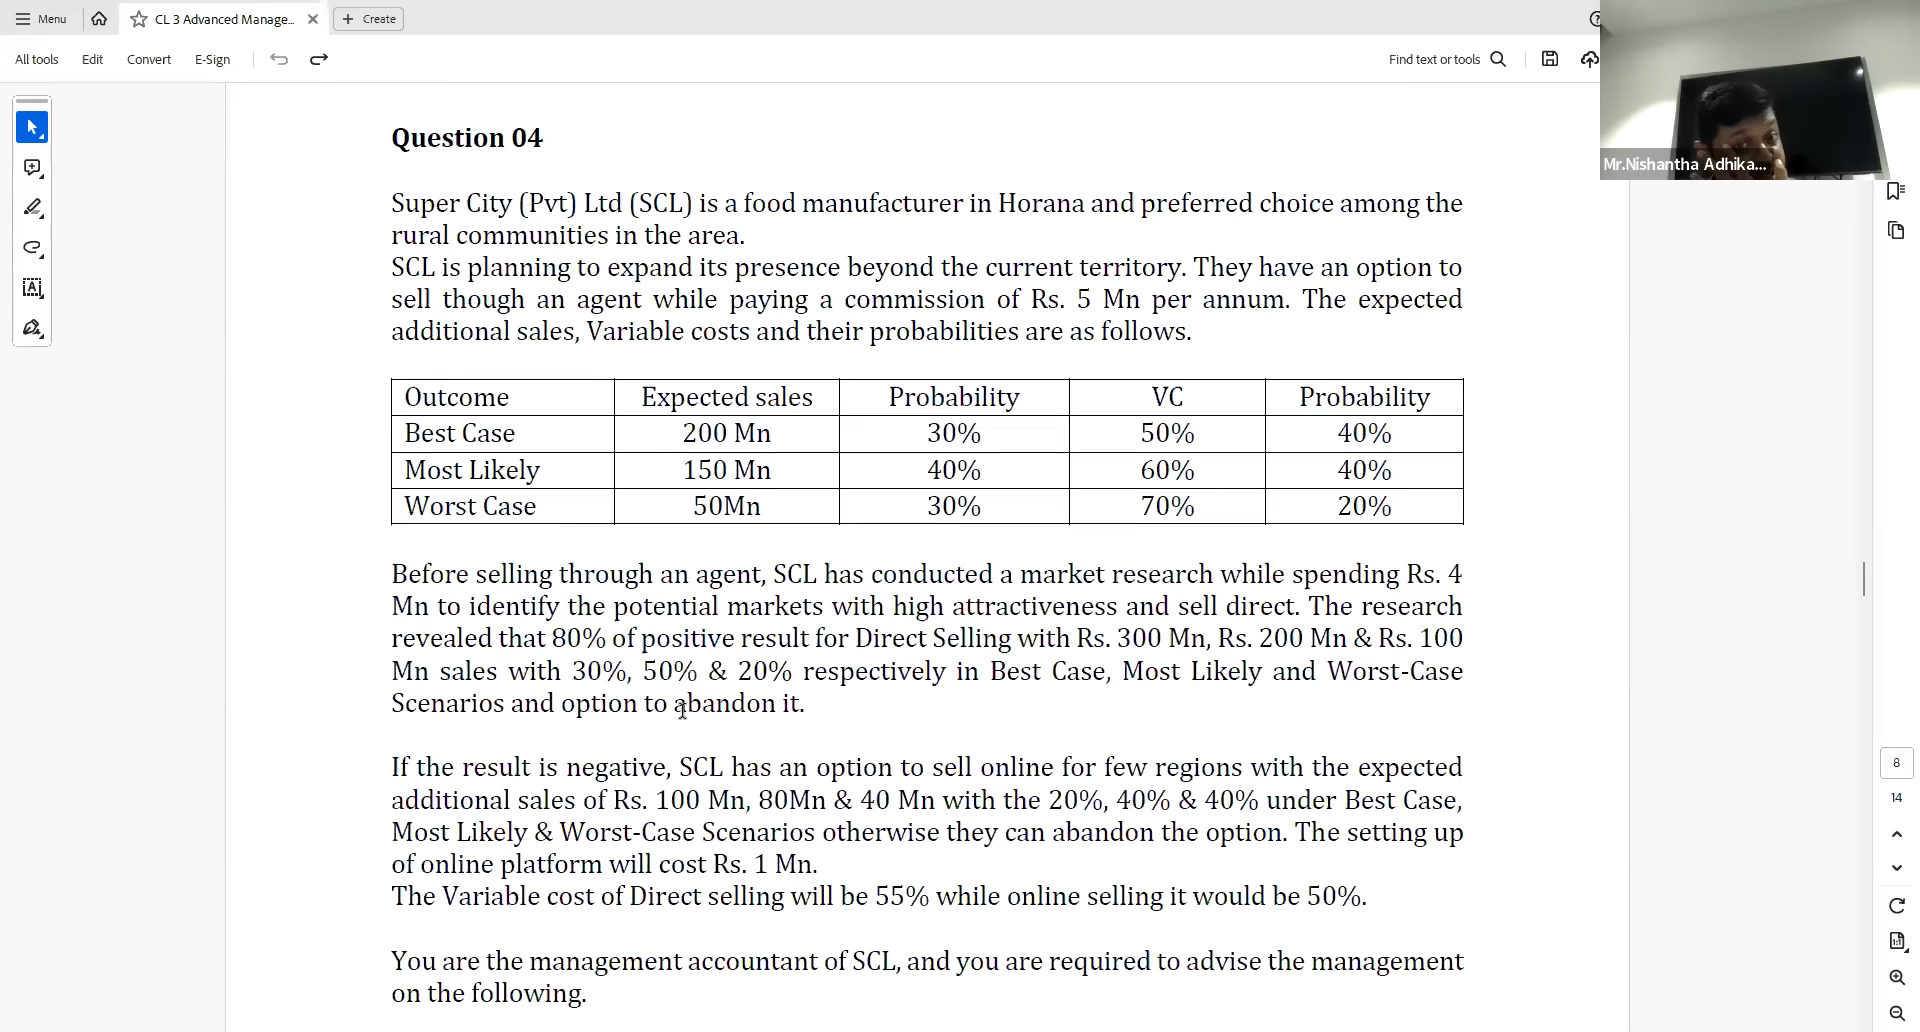 Menu
CL 3 Advanced Manage...
Create
All tools
Edit
Convert
E-Sign
Find text or tools
Mr.Nishantha Adhika...
Question 04
Super City (Pvt) Ltd (SCL) is a food manufacturer in Horana and preferred choice among the
rural communities in the area.
SCL is planning to expand its presence beyond the current territory. They have an option to
sell though an agent while paying a commission of Rs. 5 Mn per annum. The expected
additional sales, Variable costs and their probabilities are as follows.
Outcome Expected sales Probability VC Probability
Best Case 200 Mn 30% 50% 40%
Most Likely 150 Mn 40% 60% 40%
Worst Case 50Mn 30% 70% 20%
Before selling through an agent, SCL has conducted a market research while spending Rs. 4
Mn to identify the potential markets with high attractiveness and sell direct. The research
revealed that 80% of positive result for Direct Selling with Rs. 300 Mn, Rs. 200 Mn & Rs. 100
Mn sales with 30%, 50% & 20% respectively in Best Case, Most Likely and Worst-Case
Scenarios and option to abandon it.
If the result is negative, SCL has an option to sell online for few regions with the expected
additional sales of Rs. 100 Mn, 80Mn & 40 Mn with the 20%, 40% & 40% under Best Case,
Most Likely & Worst-Case Scenarios otherwise they can abandon the option. The setting up
of online platform will cost Rs. 1 Mn.
The Variable cost of Direct selling will be 55% while online selling it would be 50%.
You are the management accountant of SCL, and you are required to advise the management
on the following.
8
14